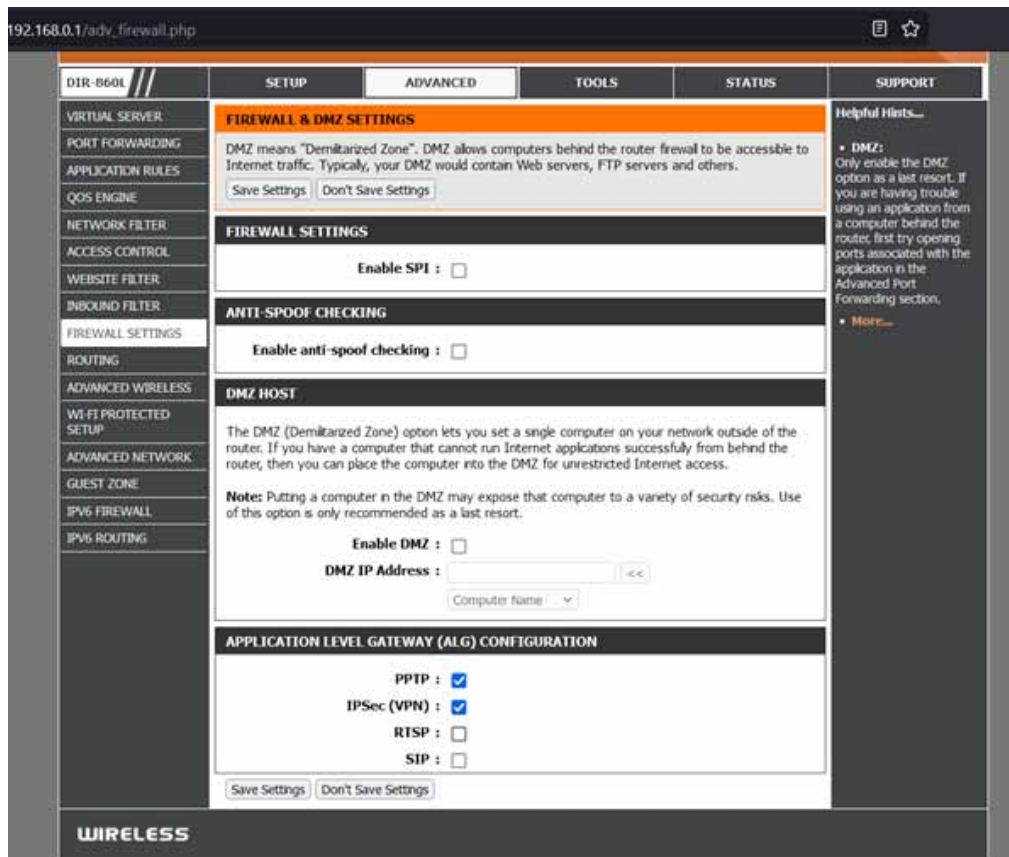 192.168.0.1/adv_firewall.php
DIR-860L
SETUP
ADVANCED
TOOLS
STATUS
SUPPORT
VIRTUAL SERVER
PORT FORWARDING
APPLICATION RULES
QOS ENGINE
NETWORK FILTER
ACCESS CONTROL
WEBSITE FILTER
INBOUND FILTER
FIREWALL SETTINGS
ROUTING
ADVANCED WIRELESS
WI-FI PROTECTED
SETUP
ADVANCED NETWORK
GUEST ZONE
IPV6 FIREWALL
IPV6 ROUTING
FIREWALL & DMZ SETTINGS
DMZ means "Demilitarized Zone". DMZ allows computers behind the router firewall to be accessible to
Internet traffic. Typically, your DMZ would contain Web servers, FTP servers and others.
Save Settings Don't Save Settings
FIREWALL SETTINGS
Enable SPI :
ANTI-SPOOF CHECKING
Enable anti-spoof checking :
DMZ HOST
The DMZ (Demilitarized Zone) option lets you set a single computer on your network outside of the
router. If you have a computer that cannot run Internet applications successfully from behind the
router, then you can place the computer into the DMZ for unrestricted Internet access.
Note: Putting a computer in the DMZ may expose that computer to a variety of security risks. Use
of this option is only recommended as a last resort.
Enable DMZ :
DMZ IP Address :
<<
Computer Name
APPLICATION LEVEL GATEWAY (ALG) CONFIGURATION
PPTP :
IPSec (VPN) :
RTSP :
SIP :
Save Settings Don't Save Settings
Helpful Hints...
• DMZ:
Only enable the DMZ
option as a last resort. If
you are having trouble
using an application from
a computer behind the
router, first try opening
ports associated with the
application in the
Advanced Port
Forwarding section.
• More...
WIRELESS